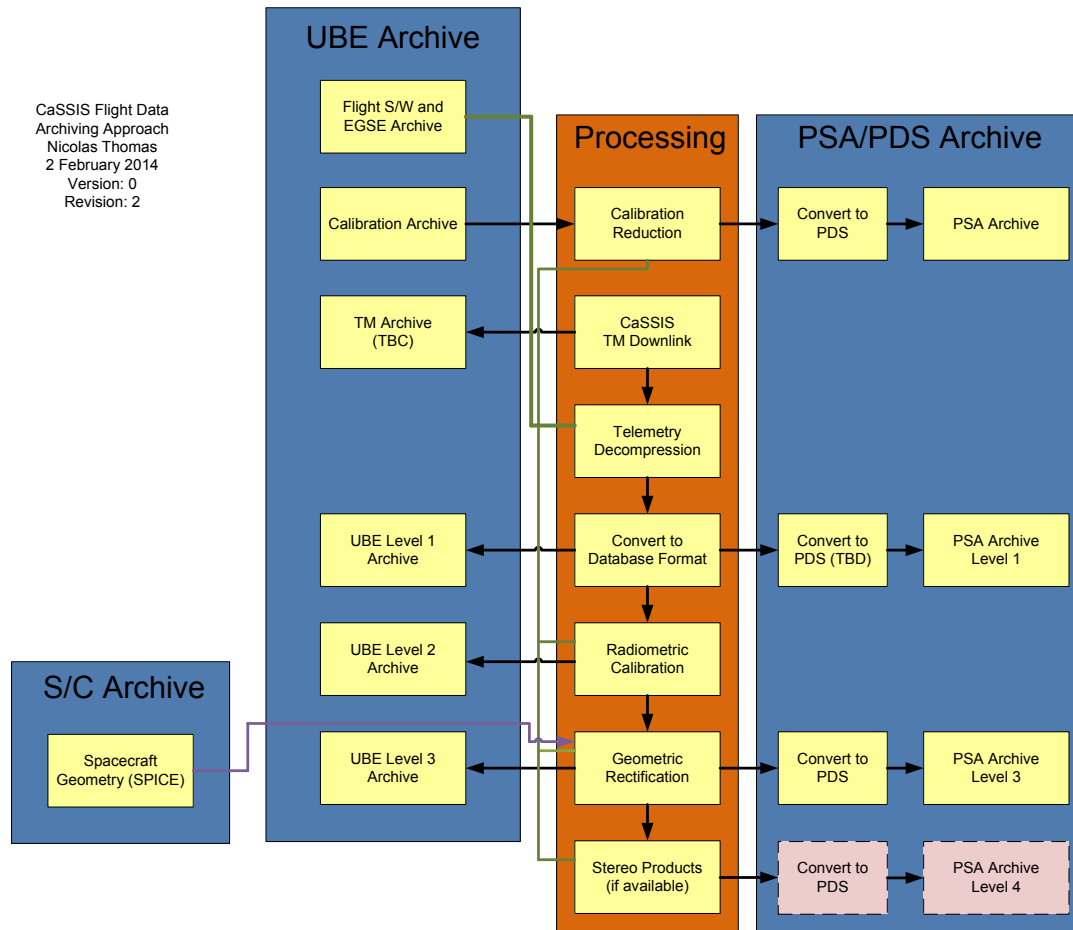 CaSSIS Flight Data
Archiving Approach
Nicolas Thomas
2 February 2014
Version: 0
Revision: 2
UBE Archive
Flight S/W and
EGSE Archive
Calibration Archive
TM Archive
(TBC)
UBE Level 1
Archive
UBE Level 2
Archive
UBE Level 3
Archive
S/C Archive
Spacecraft
Geometry (SPICE)
Processing
Calibration
Reduction
CaSSIS
TM Downlink
Telemetry
Decompression
Convert to
Database Format
Radiometric
Calibration
Geometric
Rectification
Stereo Products
(if available)
PSA/PDS Archive
Convert to
PDS
PSA Archive
Convert to
PDS (TBD)
PSA Archive
Level 1
Convert to
PDS
PSA Archive
Level 3
Convert to
PDS
PSA Archive
Level 4